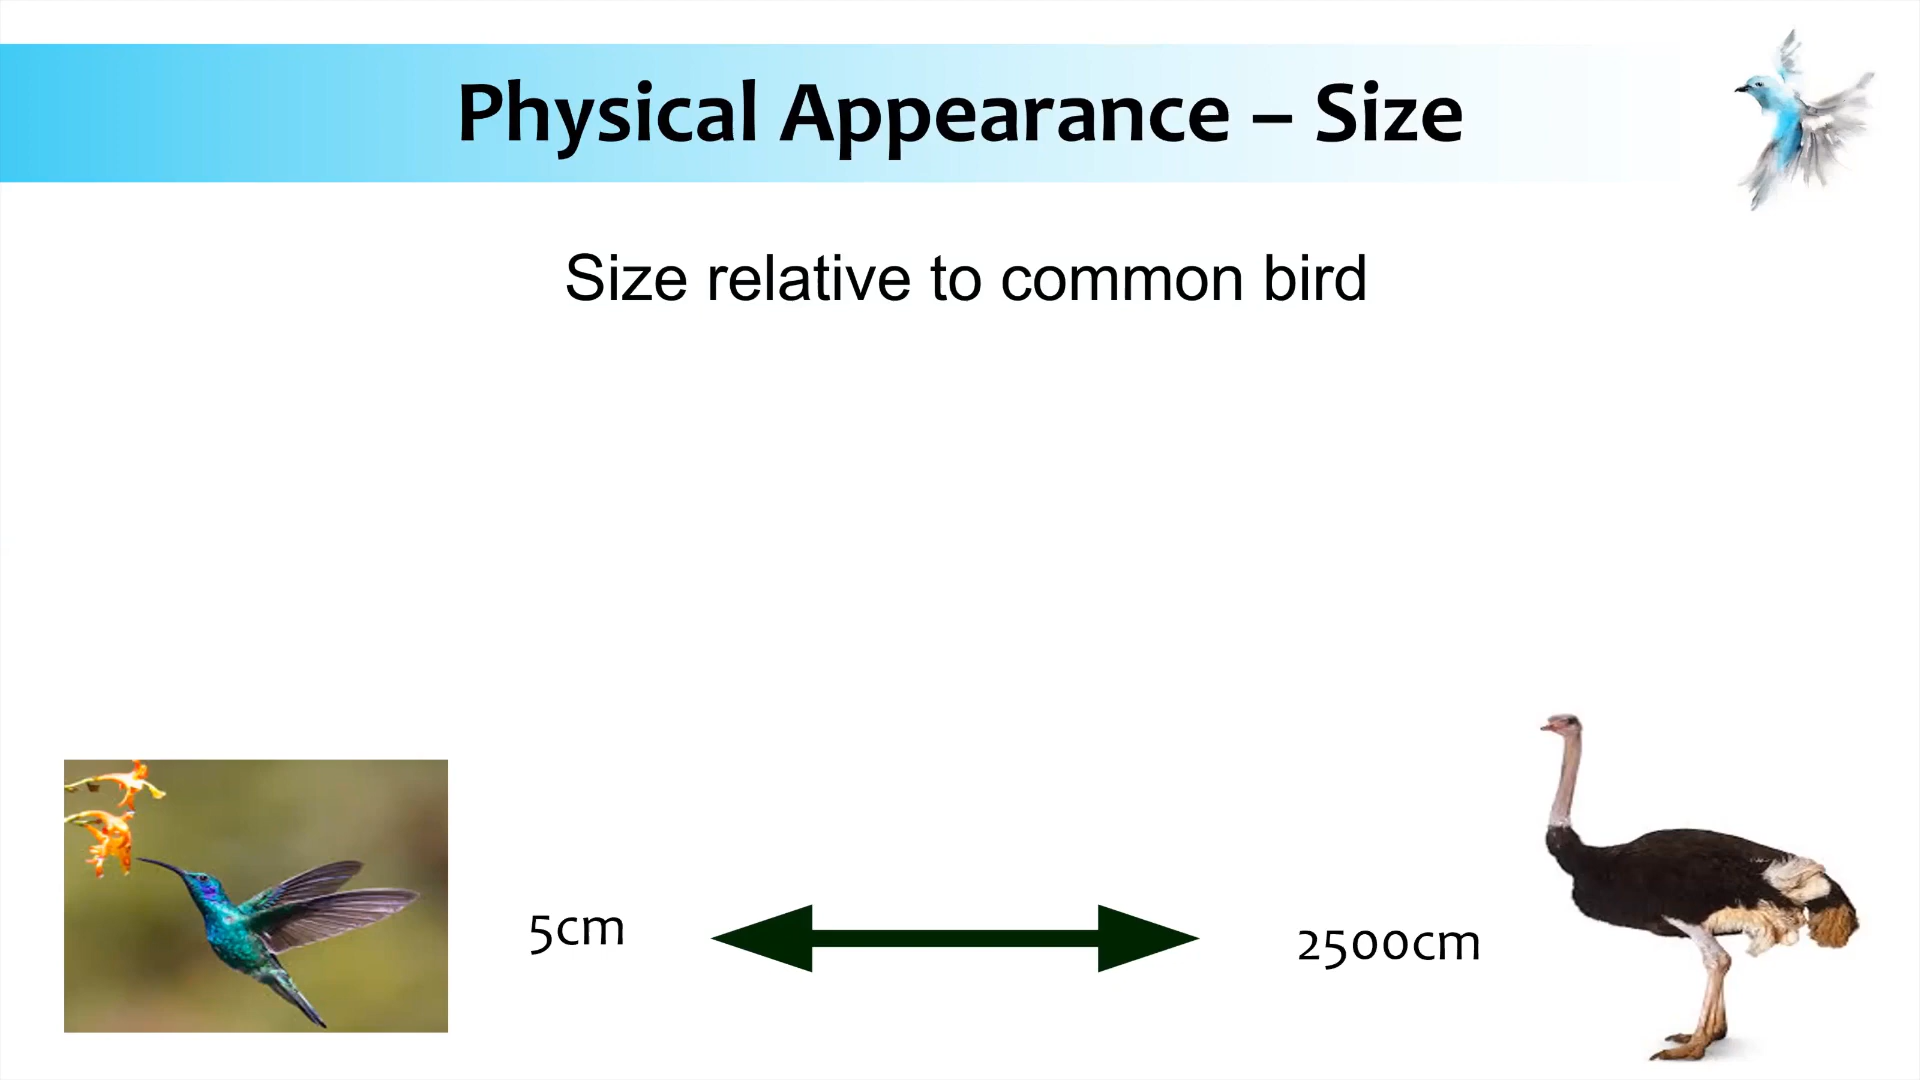 Physical Appearance – Size
Size relative to common bird
5cm
2500cm